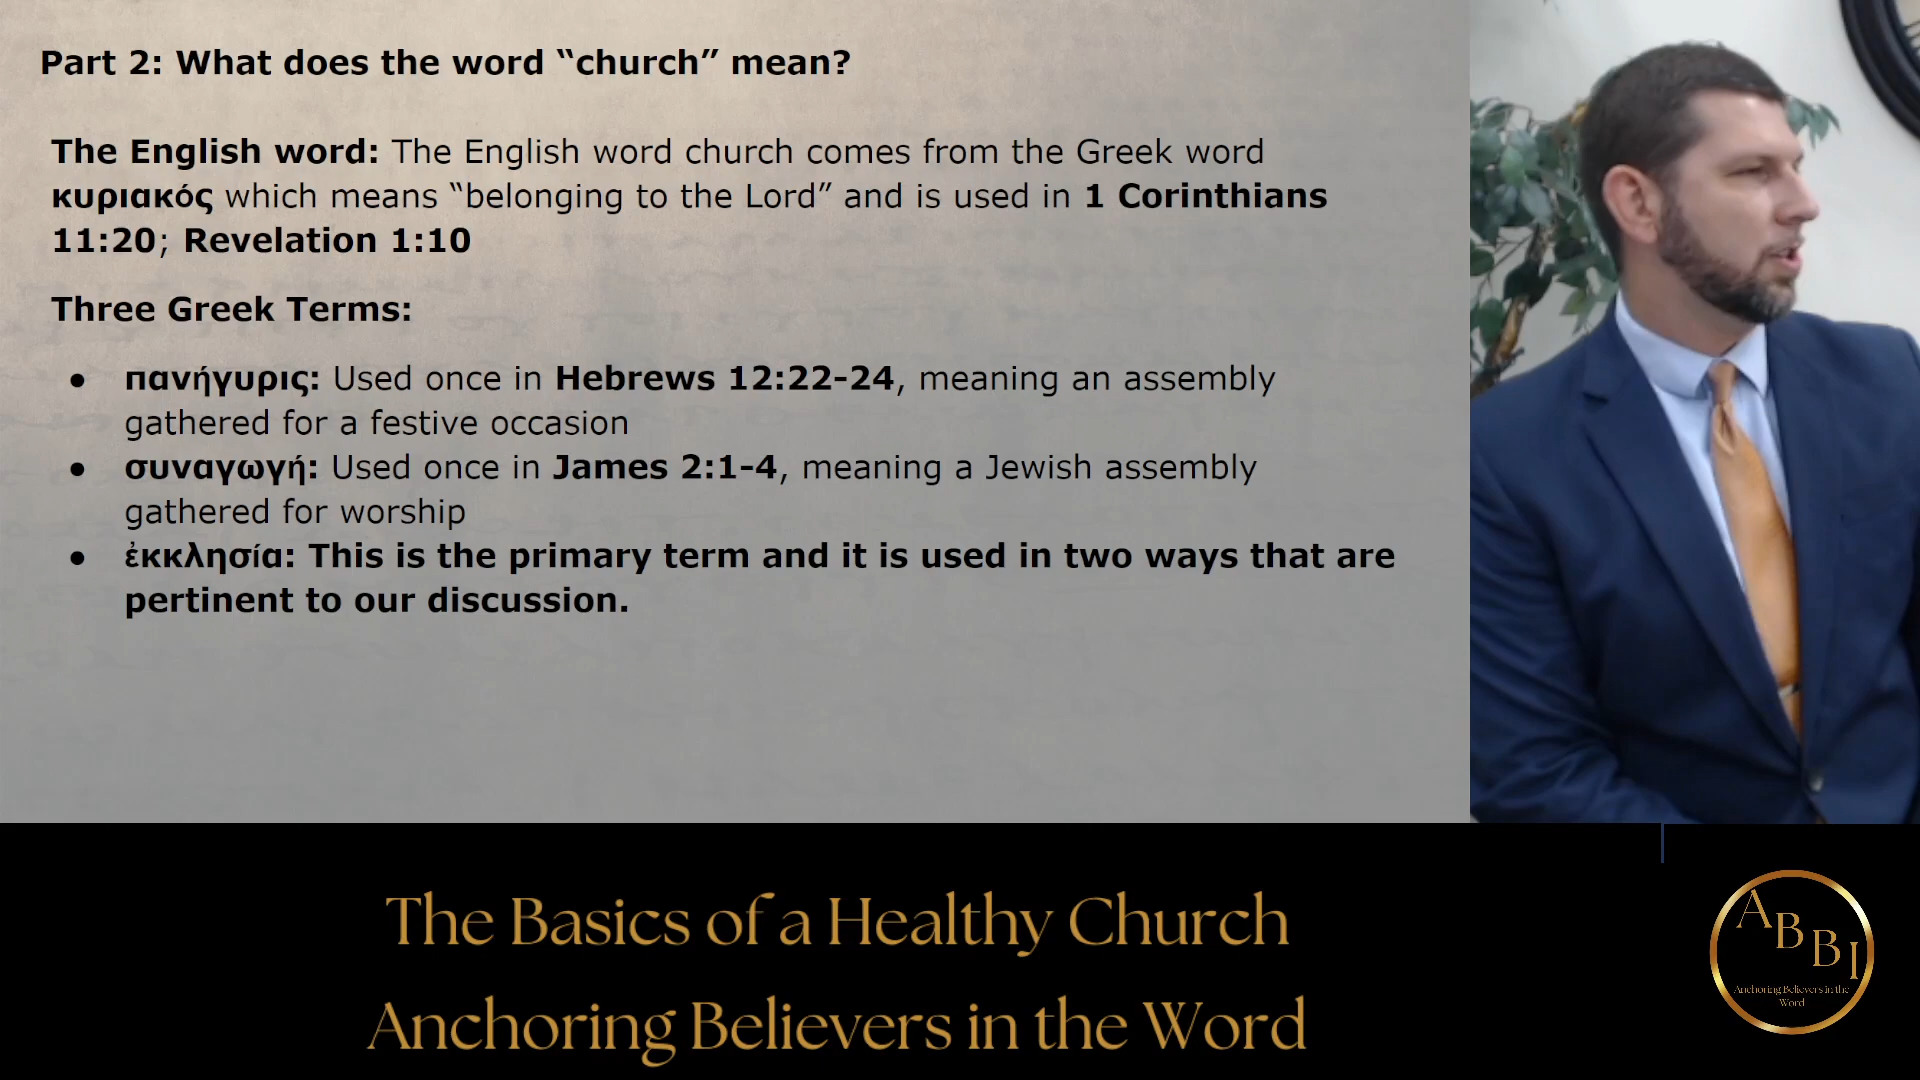 Part 2: What does the word “church” mean?
The English word: The English word church comes from the Greek word
κυριακός which means “belonging to the Lord” and is used in 1 Corinthians
11:20; Revelation 1:10
Three Greek Terms:
● πανήγυρις: Used once in Hebrews 12:22-24, meaning an assembly
gathered for a festive occasion
● συναγωγή: Used once in James 2:1-4, meaning a Jewish assembly
gathered for worship
● ἐκκλησία: This is the primary term and it is used in two ways that are
pertinent to our discussion.
The Basics of a Healthy Church
Anchoring Believers in the Word
ABBI
Anchoring Believers in the
Word